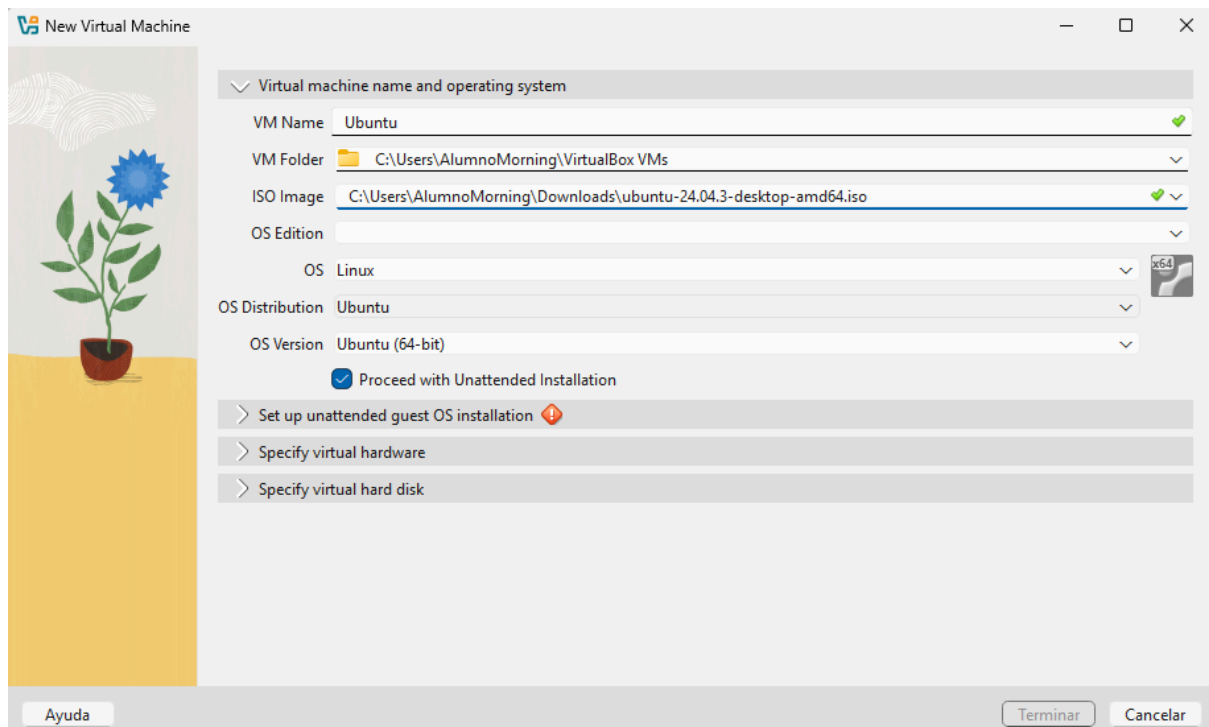 New Virtual Machine
Virtual machine name and operating system
VM Name Ubuntu
VM Folder C:\Users\AlumnoMorning\VirtualBox VMs
ISO Image C:\Users\AlumnoMorning\Downloads\ubuntu-24.04.3-desktop-amd64.iso
OS Edition
OS Linux
x64
OS Distribution Ubuntu
OS Version Ubuntu (64-bit)
Proceed with Unattended Installation
Set up unattended guest OS installation
Specify virtual hardware
Specify virtual hard disk
Ayuda Terminar Cancelar